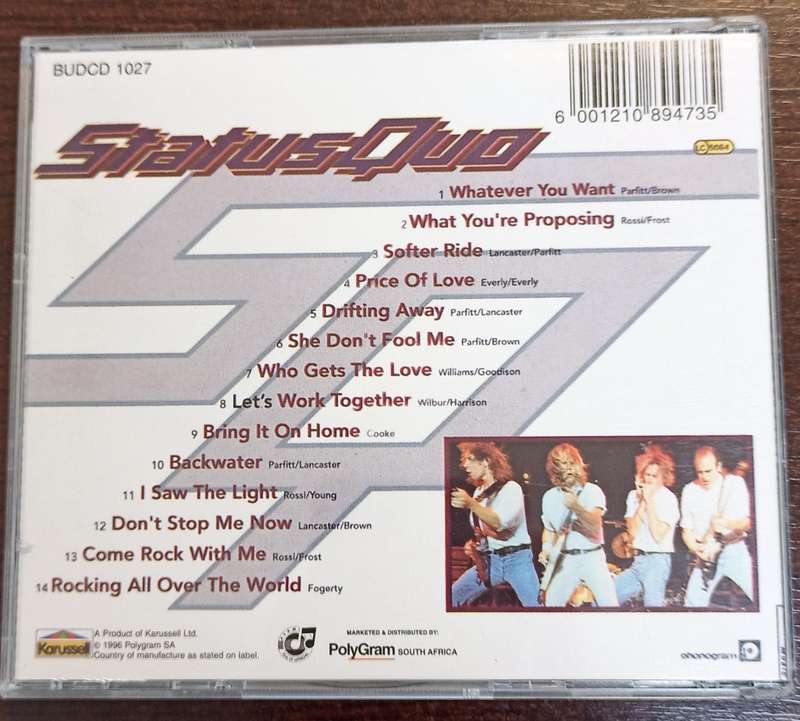 BUDCD 1027
6 001210 894735
StatusQuo
LC 5064
1 Whatever You Want Parfitt/Brown
2 What You're Proposing Rossi/Frost
3 Softer Ride Lancaster/Parfitt
4 Price Of Love Everly/Everly
5 Drifting Away Parfitt/Lancaster
6 She Don't Fool Me Parfitt/Brown
7 Who Gets The Love Williams/Goodison
8 Let's Work Together Wilbur/Harrison
9 Bring It On Home Cooke
10 Backwater Parfitt/Lancaster
11 I Saw The Light Rossi/Young
12 Don't Stop Me Now Lancaster/Brown
13 Come Rock With Me Rossi/Frost
14 Rocking All Over The World Fogerty
Karussell
A Product of Karussell Ltd.
© 1996 Polygram SA
Country of manufacture as stated on label.
MARKETED & DISTRIBUTED BY:
PolyGram SOUTH AFRICA
phonogram